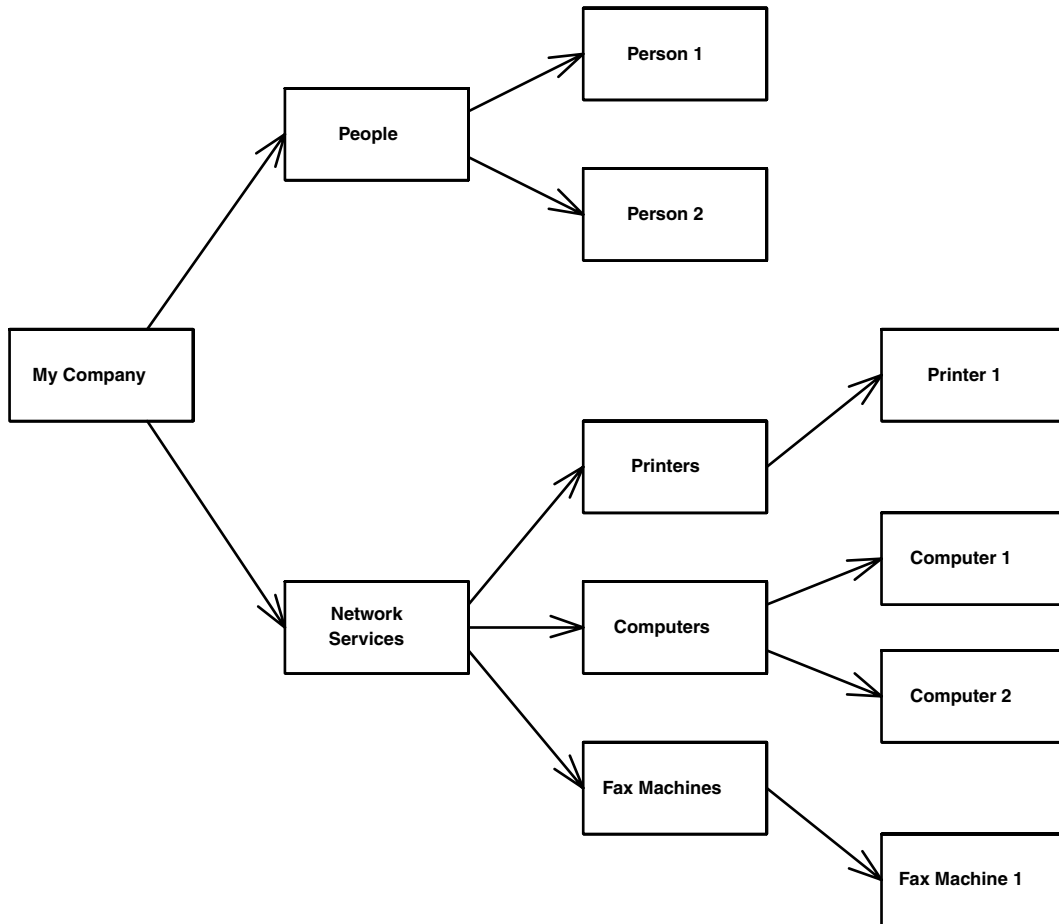 Person 1
People
Person 2
My Company
Printer 1
Printers
Computer 1
Network
Services
Computers
Computer 2
Fax Machines
Fax Machine 1